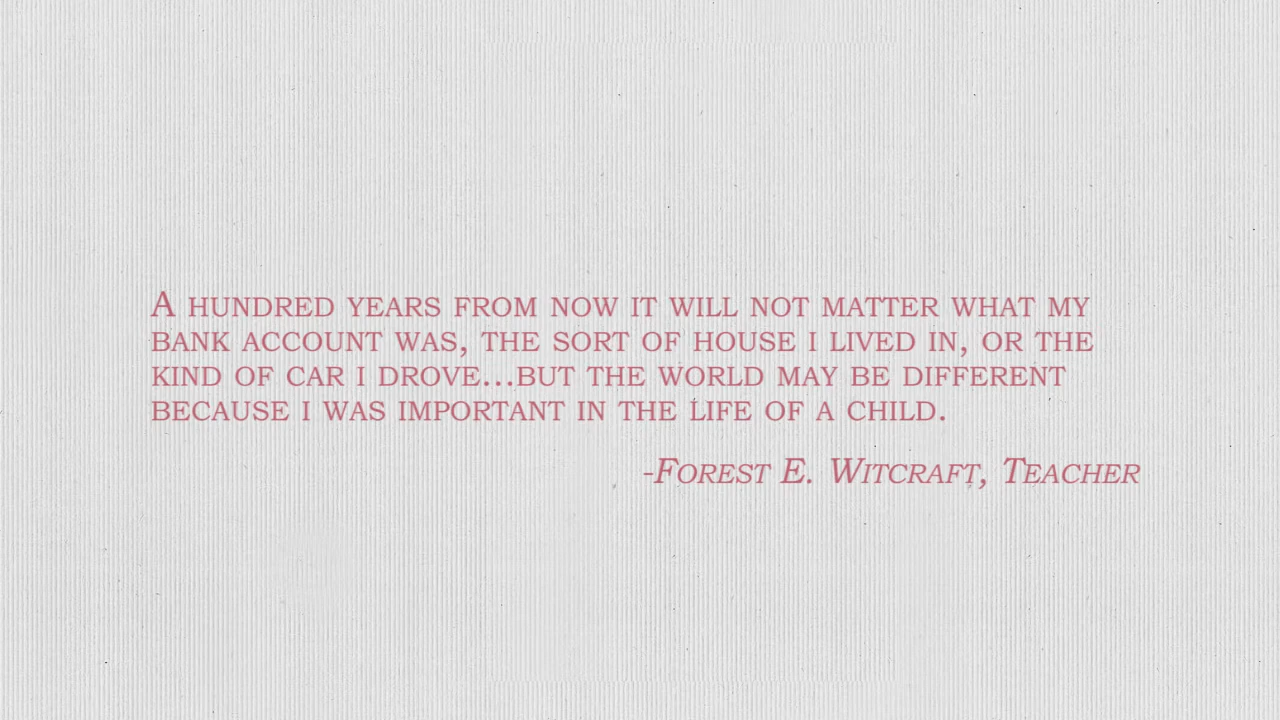 A HUNDRED YEARS FROM NOW IT WILL NOT MATTER WHAT MY
BANK ACCOUNT WAS, THE SORT OF HOUSE I LIVED IN, OR THE
KIND OF CAR I DROVE...BUT THE WORLD MAY BE DIFFERENT
BECAUSE I WAS IMPORTANT IN THE LIFE OF A CHILD.
-FOREST E. WITCRAFT, TEACHER